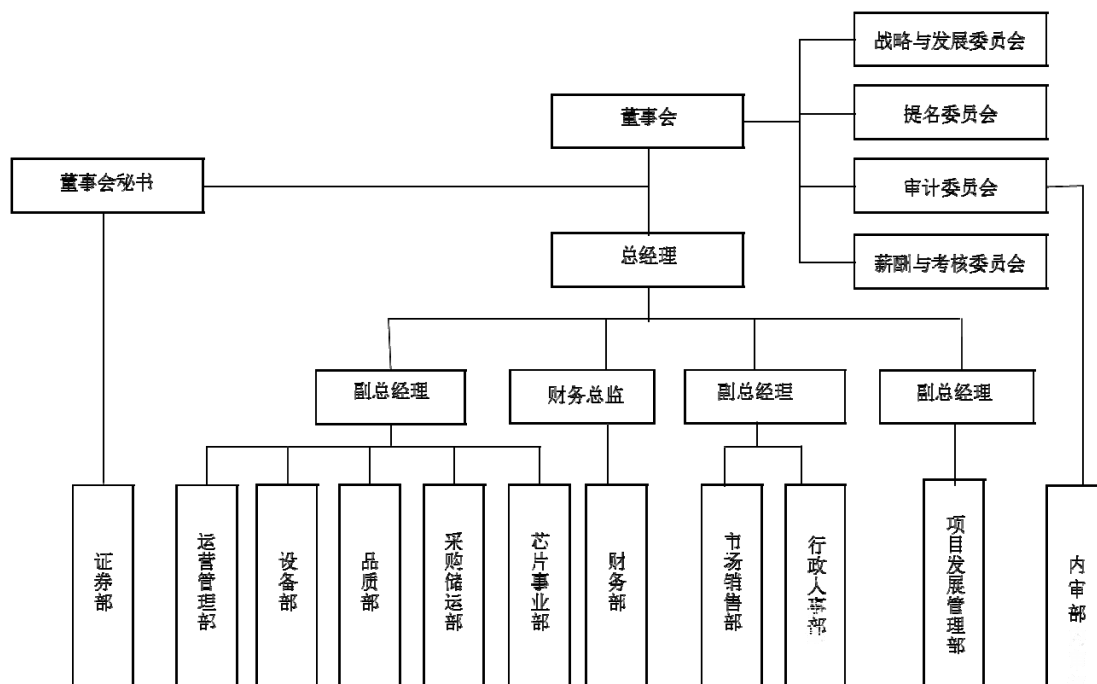 战略与发展委员会
董事会
提名委员会
董事会秘书
审计委员会
总经理
薪酬与考核委员会
副总经理
财务总监
副总经理
副总经理
证券部
运营管理部
设备部
品质部
采购储运部
芯片事业部
财务部
市场销售部
行政人事部
项目发展管理部
内审部